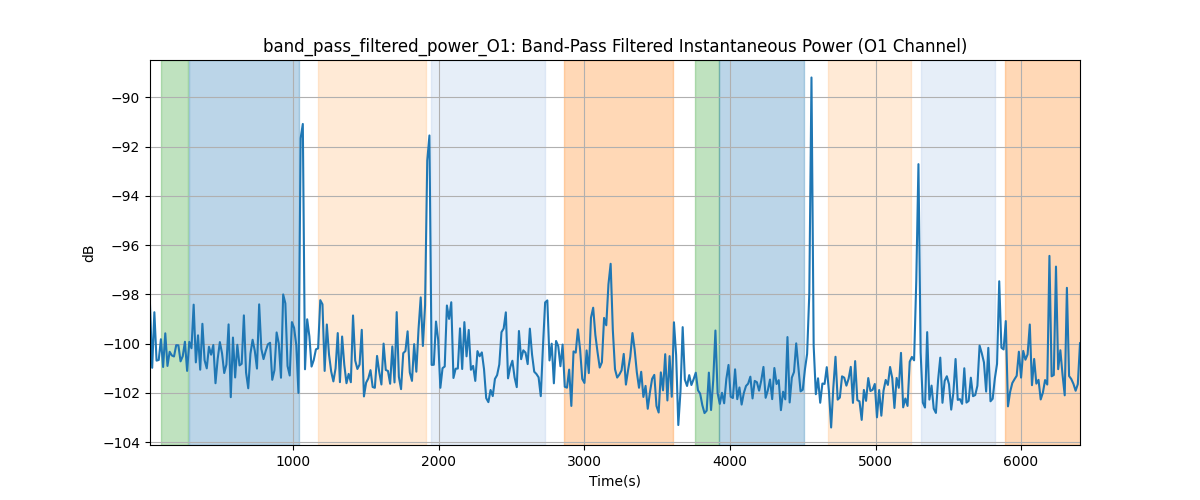 band_pass_filtered_power_O1: Band-Pass Filtered Instantaneous Power (O1 Channel)
dB
−90
−92
−94
−96
−98
−100
−102
−104
1000 2000 3000 4000 5000 6000
Time(s)